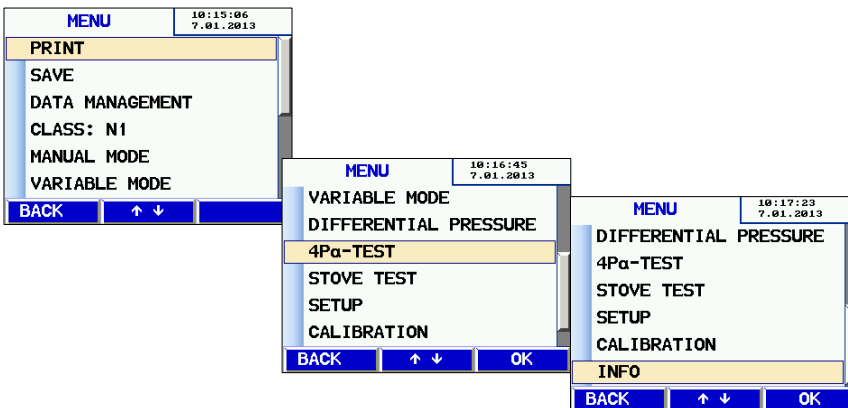 MENU 10:15:06
7.01.2013
PRINT
SAVE
DATA MANAGEMENT
CLASS: N1
MANUAL MODE
VARIABLE MODE
BACK ↑ ↓
MENU 10:16:45
7.01.2013
VARIABLE MODE
DIFFERENTIAL PRESSURE
4Pa-TEST
STOVE TEST
SETUP
CALIBRATION
BACK ↑ ↓ OK
MENU 10:17:23
7.01.2013
DIFFERENTIAL PRESSURE
4Pa-TEST
STOVE TEST
SETUP
CALIBRATION
INFO
BACK ↑ ↓ OK